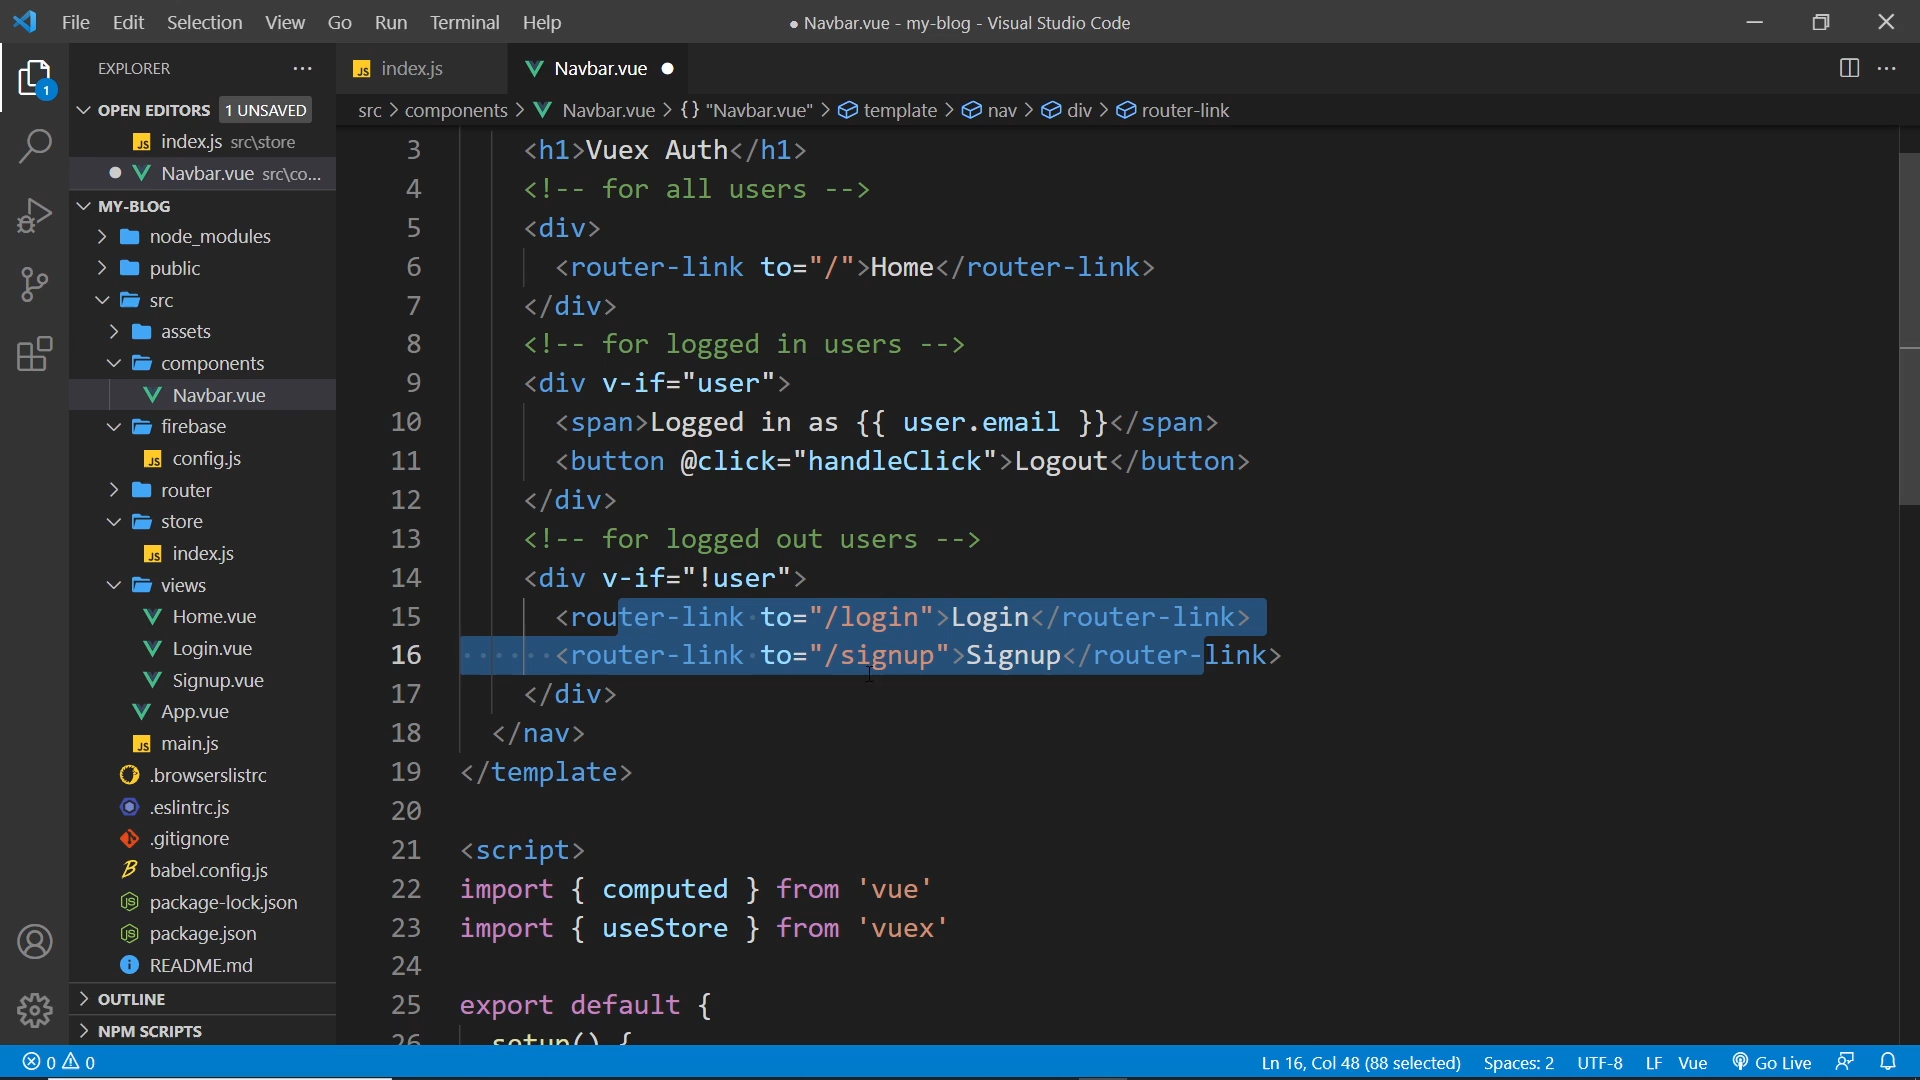 File Edit Selection View Go Run Terminal Help
● Navbar.vue - my-blog - Visual Studio Code
EXPLORER
OPEN EDITORS 1 UNSAVED
index.js src\store
Navbar.vue src\co...
MY-BLOG
node_modules
public
src
assets
components
Navbar.vue
firebase
config.js
router
store
index.js
views
Home.vue
Login.vue
Signup.vue
App.vue
main.js
.browserslistrc
.eslintrc.js
.gitignore
babel.config.js
package-lock.json
package.json
README.md
OUTLINE
NPM SCRIPTS
1
index.js
Navbar.vue
src > components > Navbar.vue > {} "Navbar.vue" > template > nav > div > router-link
3 <h1>Vuex Auth</h1>
4 <!-- for all users -->
5 <div>
6 <router-link to="/">Home</router-link>
7 </div>
8 <!-- for logged in users -->
9 <div v-if="user">
10 <span>Logged in as {{ user.email }}</span>
11 <button @click="handleClick">Logout</button>
12 </div>
13 <!-- for logged out users -->
14 <div v-if="!user">
15 <router-link to="/login">Login</router-link>
16 <router-link to="/signup">Signup</router-link>
17 </div>
18 </nav>
19 </template>
20
21 <script>
22 import { computed } from 'vue'
23 import { useStore } from 'vuex'
24
25 export default {
26 setup() {
0 0
Ln 16, Col 48 (88 selected) Spaces: 2 UTF-8 LF Vue Go Live